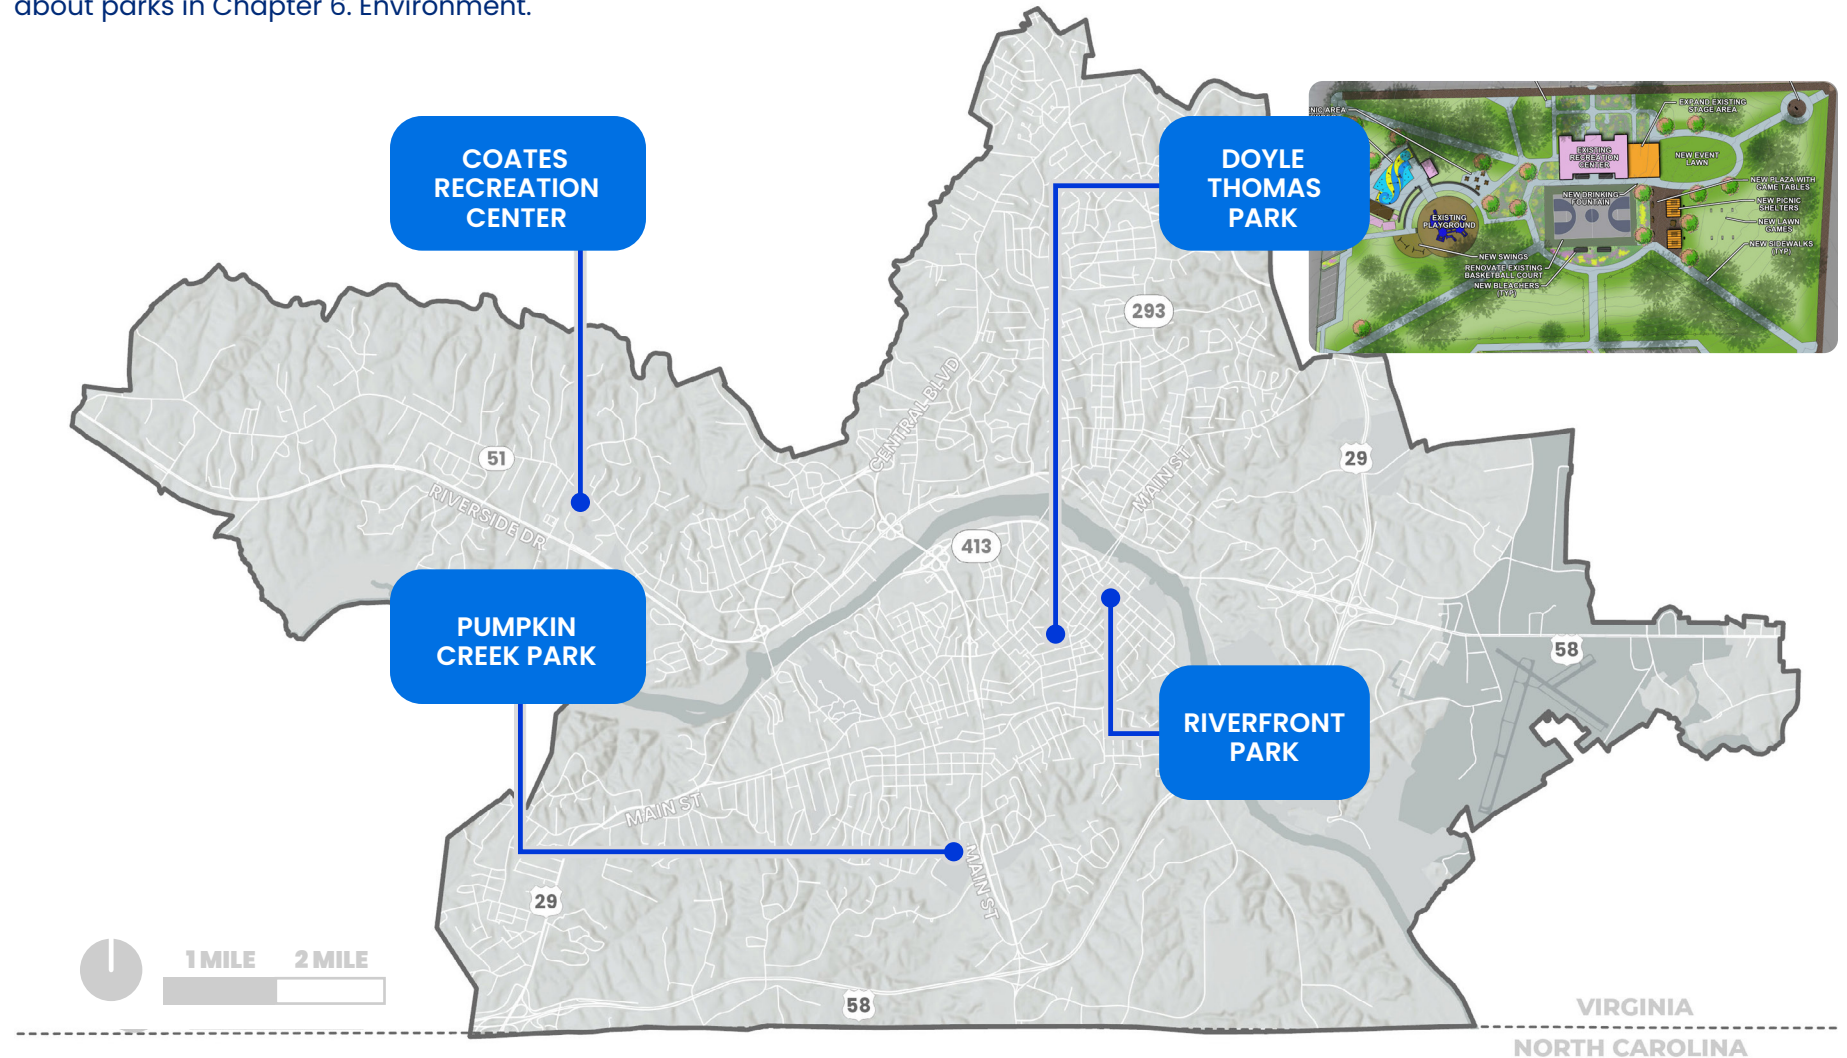 about parks in Chapter 6. Environment.
COATES
RECREATION
CENTER
DOYLE
THOMAS
PARK
EXPAND EXISTING
STAGE AREA
EXISTING
RECREATION
CENTER
NEW EVENT
LAWN
NEW PLAZA WITH
GAME TABLES
NEW DRINKING
FOUNTAIN
NEW PICNIC
SHELTERS
EXISTING
PLAYGROUND
NEW LAWN
GAMES
NEW SIDEWALKS
(TYP)
NEW SWINGS
RENOVATE EXISTING
BASKETBALL COURT
NEW BLEACHERS
(TYP)
293
CENTRAL BLVD
51
RIVERSIDE DR
MAIN ST
29
413
PUMPKIN
CREEK PARK
58
RIVERFRONT
PARK
MAIN ST
MAIN ST
29
1 MILE 2 MILE
58
VIRGINIA
NORTH CAROLINA